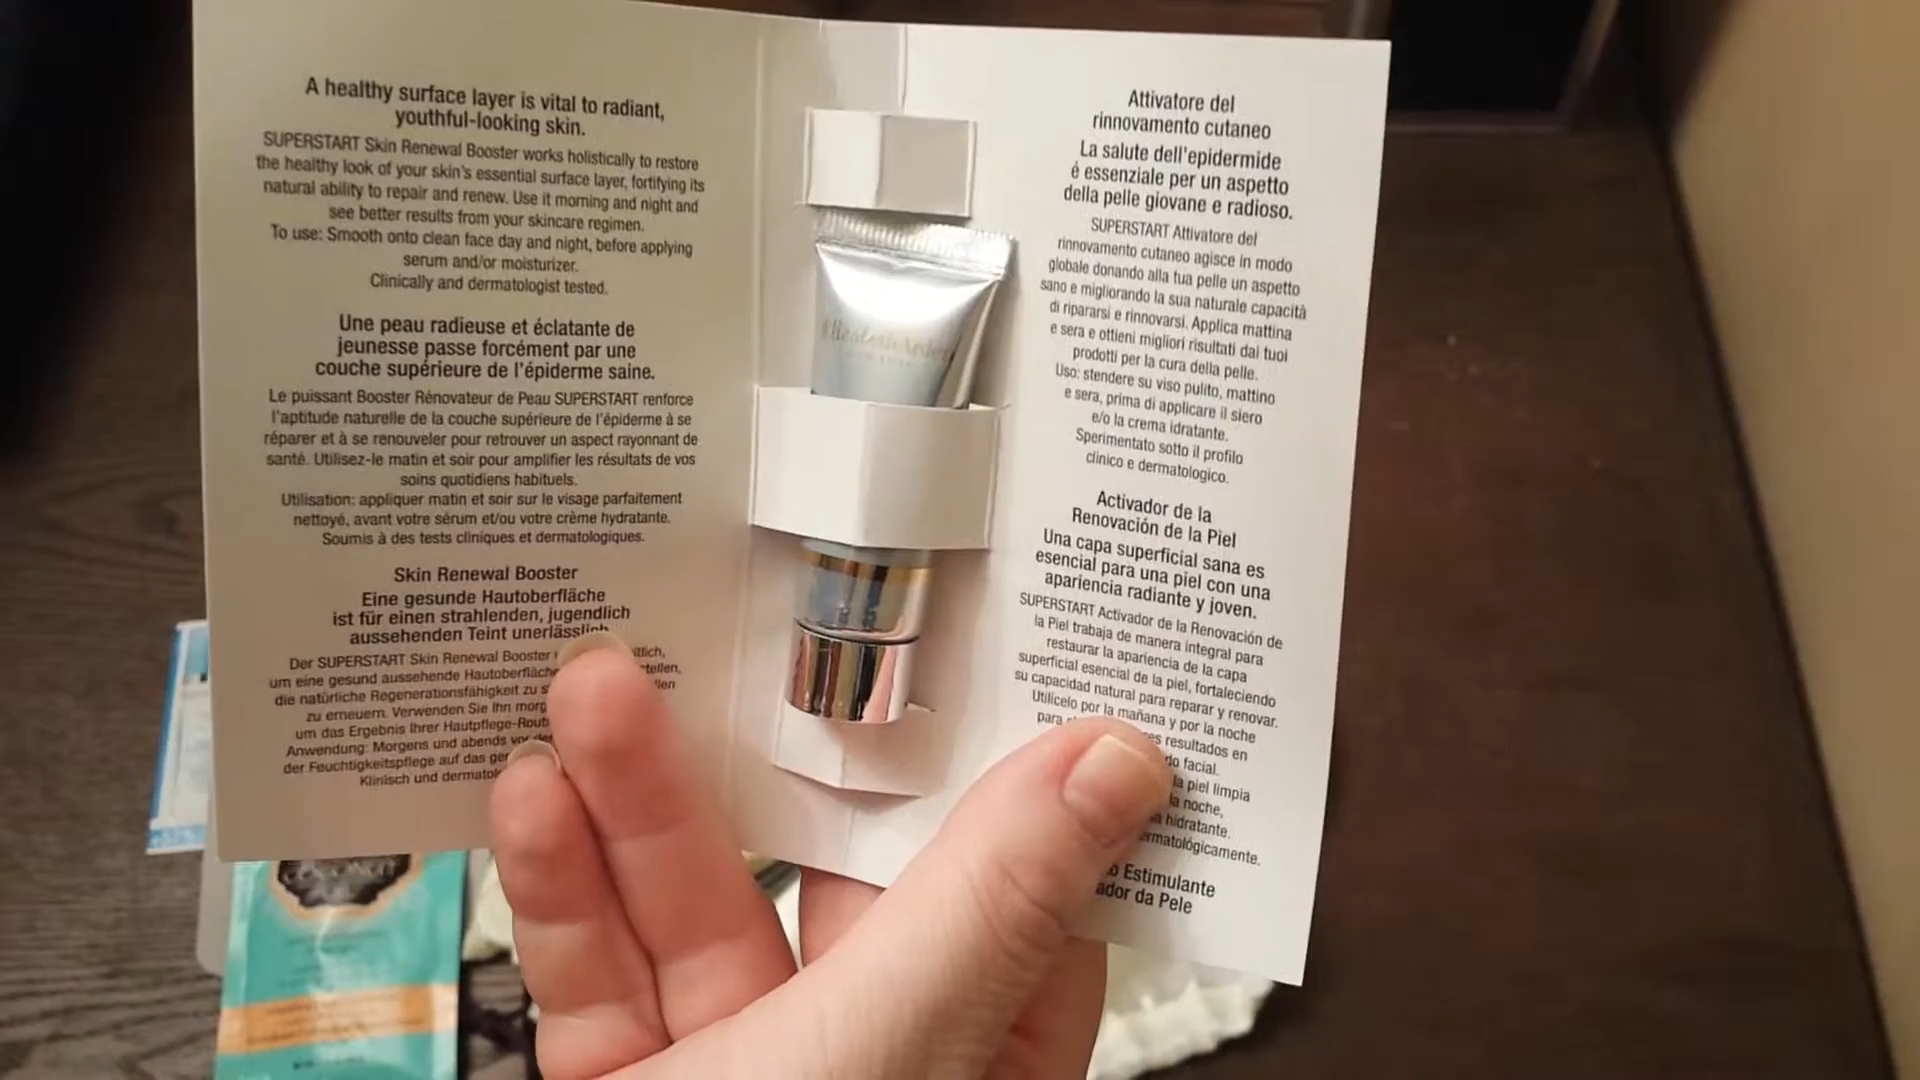 A healthy surface layer is vital to radiant,
youthful-looking skin.
SUPERSTART Skin Renewal Booster works holistically to restore
the healthy look of your skin's essential surface layer, fortifying its
natural ability to repair and renew. Use it morning and night and
see better results from your skincare regimen.
To use: Smooth onto clean face day and night, before applying
serum and/or moisturizer.
Clinically and dermatologist tested.
Une peau radieuse et éclatante de
jeunesse passe forcément par une
couche supérieure de l'épiderme saine.
Le puissant Booster Rénovateur de Peau SUPERSTART renforce
l'aptitude naturelle de la couche supérieure de l'épiderme à se
réparer et à se renouveler pour retrouver un aspect rayonnant de
santé. Utilisez-le matin et soir pour amplifier les résultats de vos
soins quotidiens habituels.
Utilisation: appliquer matin et soir sur le visage parfaitement
nettoyé, avant votre sérum et/ou votre crème hydratante.
Soumis à des tests cliniques et dermatologiques.
Skin Renewal Booster
Eine gesunde Hautoberfläche
ist für einen strahlenden, jugendlich
aussehenden Teint unerlässlich
Der SUPERSTART Skin Renewal Booster
um eine gesund aussehende Hautoberfläche
die natürliche Regenerationsfähigkeit zu
zu erneuern. Verwenden Sie Ihn
um das Ergebnis Ihrer Hautpflege-
Anwendung: Morgens und abends
der Feuchtigkeitspflege auf das
Klinisch und
Elizabeth Arden
Attivatore del
rinnovamento cutaneo
La salute dell'epidermide
é essenziale per un aspetto
della pelle giovane e radioso.
SUPERSTART Attivatore del
rinnovamento cutaneo agisce in modo
globale donando alla tua pelle un aspetto
sano e migliorando la sua naturale capacità
di ripararsi e rinnovarsi. Applica mattina
e sera e ottieni migliori risultati dai tuoi
prodotti per la cura della pelle.
Uso: stendere su viso pulito, mattino
e sera, prima di applicare il siero
e/o la crema idratante.
Sperimentato sotto il profilo
clinico e dermatologico.
Activador de la
Renovación de la Piel
Una capa superficial sana es
esencial para una piel con una
apariencia radiante y joven.
SUPERSTART Activador de la Renovación de
la Piel trabaja de manera integral para
restaurar la apariencia de la capa
superficial esencial de la piel, fortaleciendo
su capacidad natural para reparar y renovar.
Utilícelo por la mañana y por la noche
para resultados en
facial.
la piel limpia
la noche,
hidratante.
Estimulante
da Pele
COCONUT